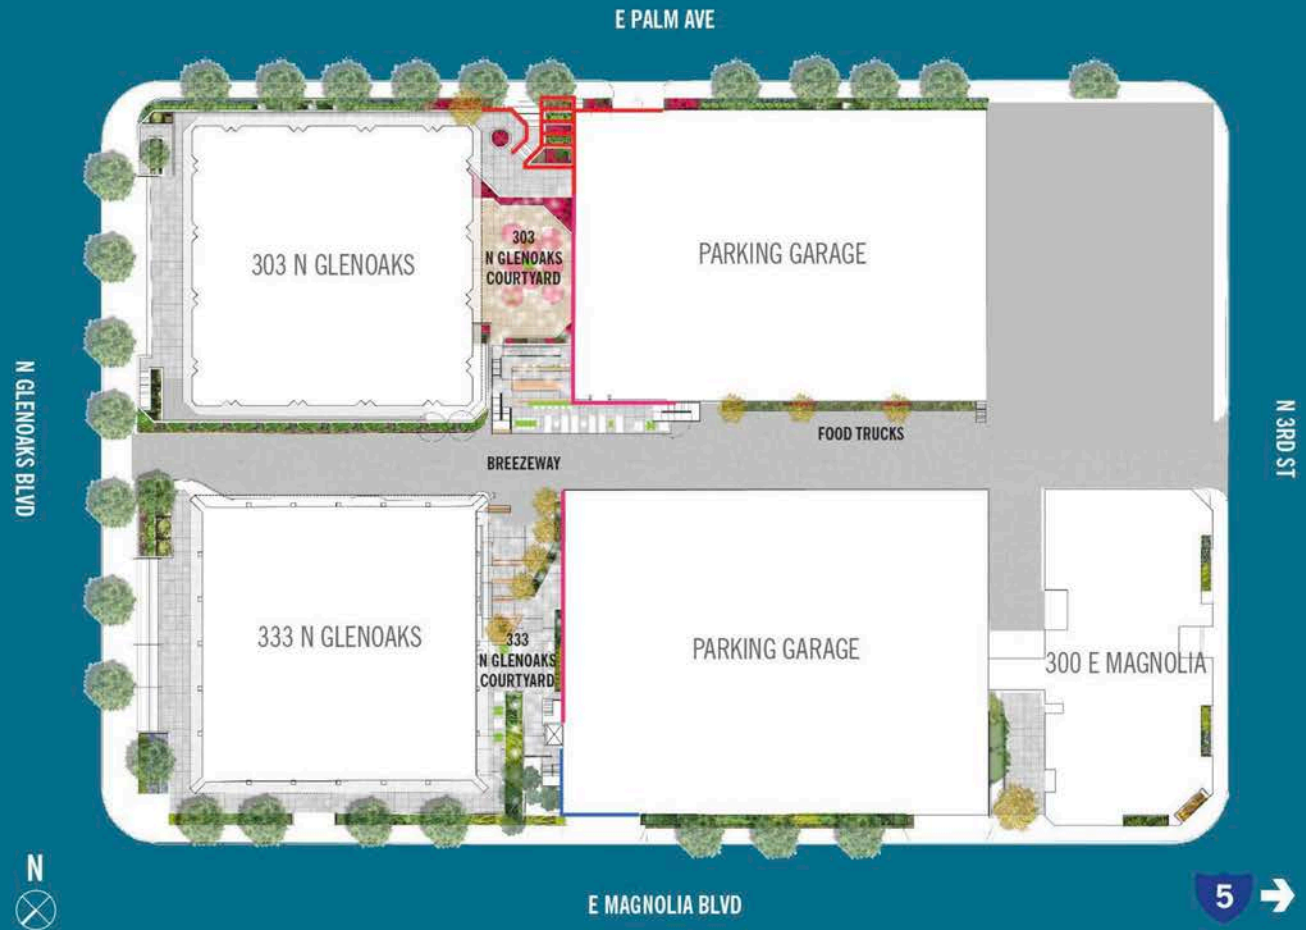 E PALM AVE
303 N GLENOAKS
303
N GLENOAKS
COURTYARD
PARKING GARAGE
N GLENOAKS BLVD
N 3RD ST
FOOD TRUCKS
BREEZEWAY
333 N GLENOAKS
333
N GLENOAKS
COURTYARD
PARKING GARAGE
300 E MAGNOLIA
N
E MAGNOLIA BLVD
5